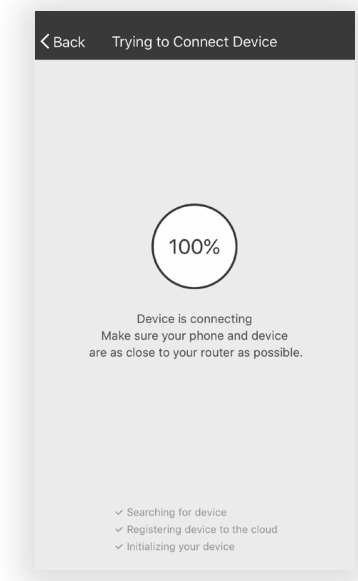 Back Trying to Connect Device
100%
Device is connecting
Make sure your phone and device
are as close to your router as possible.
Searching for device
Registering device to the cloud
Initializing your device